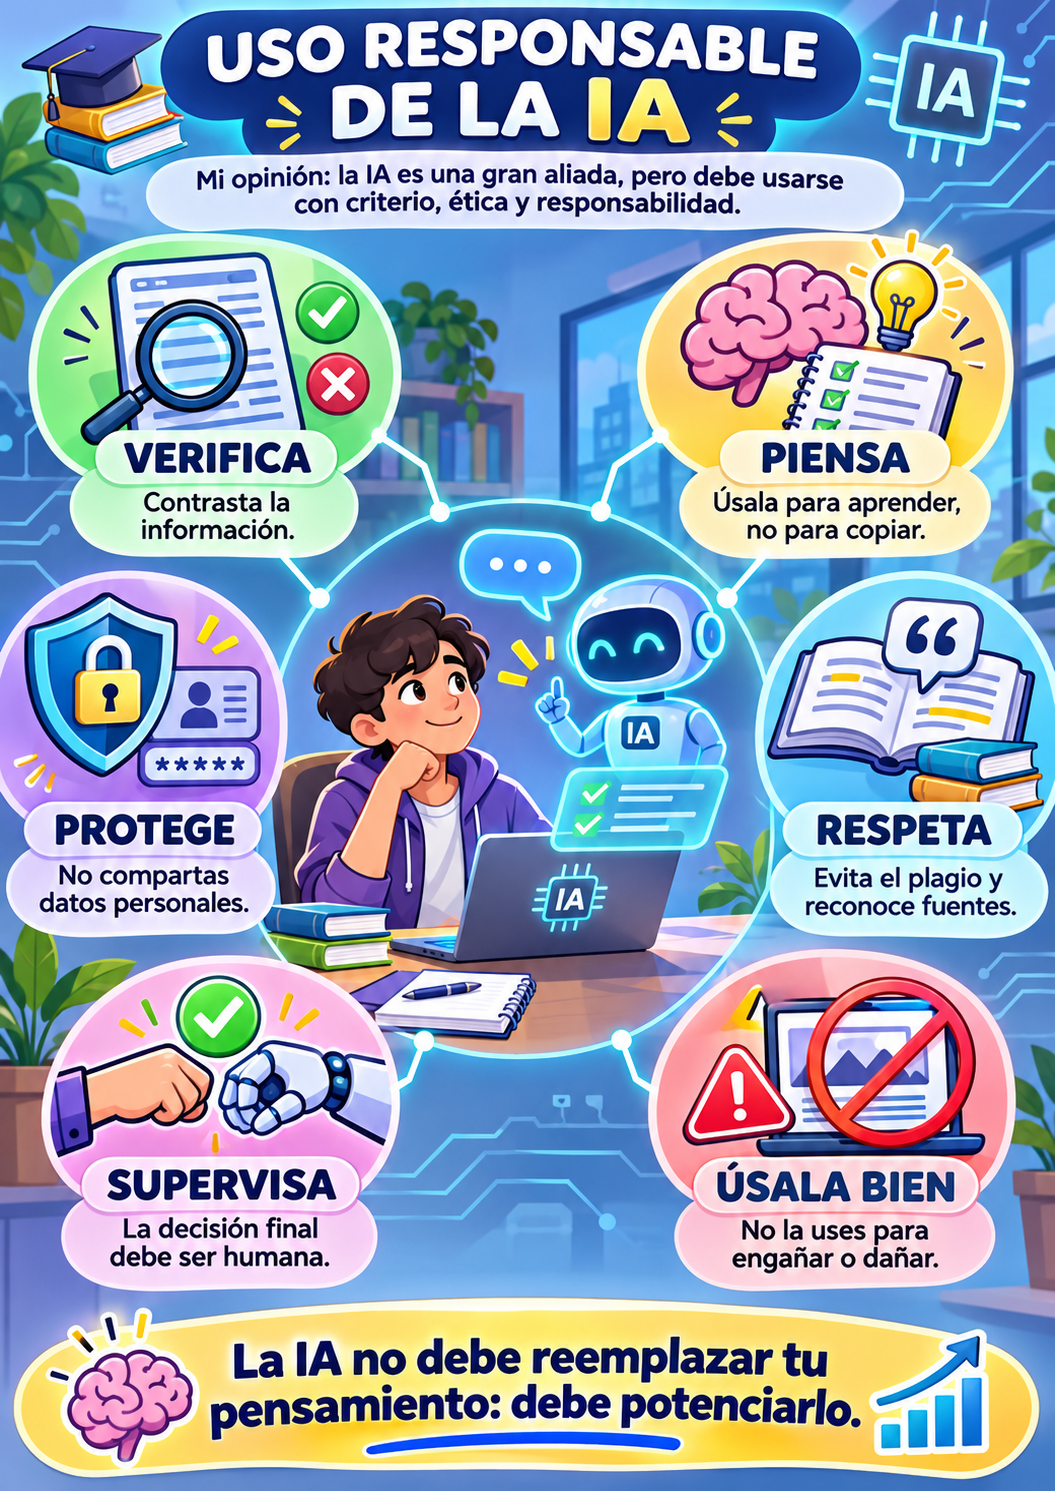 USO RESPONSABLE
DE LA IA
IA
Mi opinión: la IA es una gran aliada, pero debe usarse
con criterio, ética y responsabilidad.
VERIFICA
Contrasta la
información.
PIENSA
Úsala para aprender,
no para copiar.
IA
IA
*****
PROTEGE
No compartas
datos personales.
“
RESPETA
Evita el plagio y
reconoce fuentes.
SUPERVISA
La decisión final
debe ser humana.
!
ÚSALA BIEN
No la uses para
engañar o dañar.
La IA no debe reemplazar tu
pensamiento: debe potenciarlo.